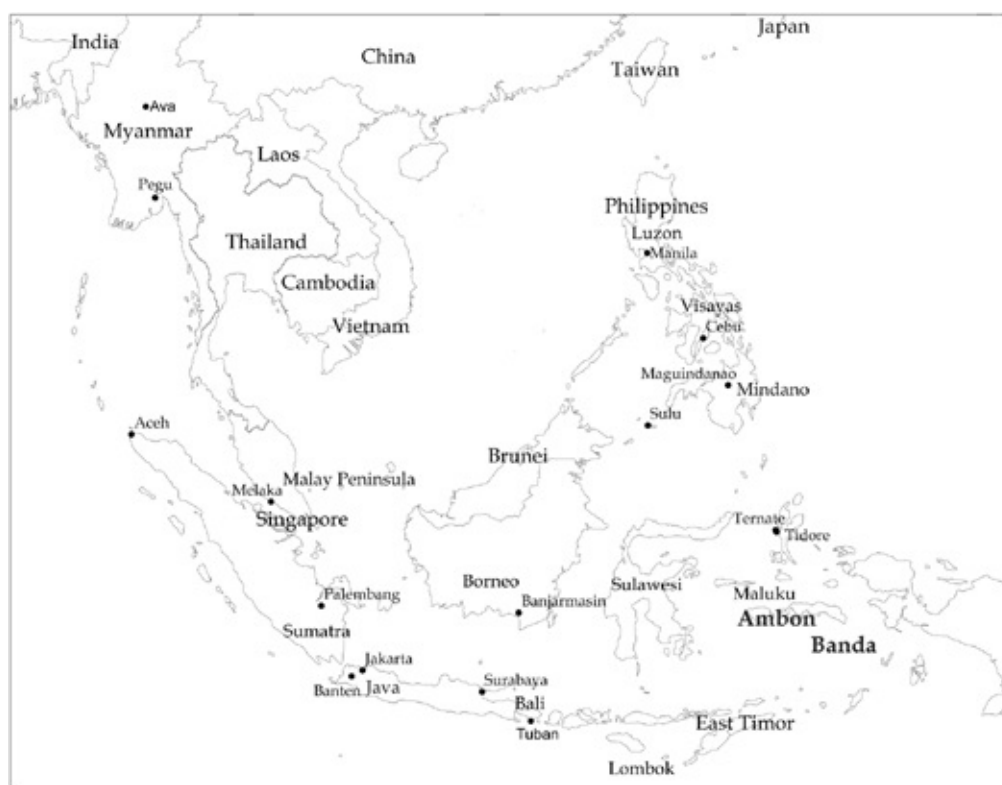 Japan
India
China
Taiwan
Ava
Myanmar
Laos
Pegu
Philippines
Luzon
Thailand
Manila
Cambodia
Visayas
Vietnam
Cebu
Maguindanao
Mindano
Sulu
Aceh
Brunei
Malay Peninsula
Melaka
Singapore
Ternate
Tidore
Borneo
Sulawesi
Palembang
Banjarmasin
Maluku
Ambon
Sumatra
Banda
Jakarta
Surabaya
Banten
Java
Bali
East Timor
Tuban
Lombok